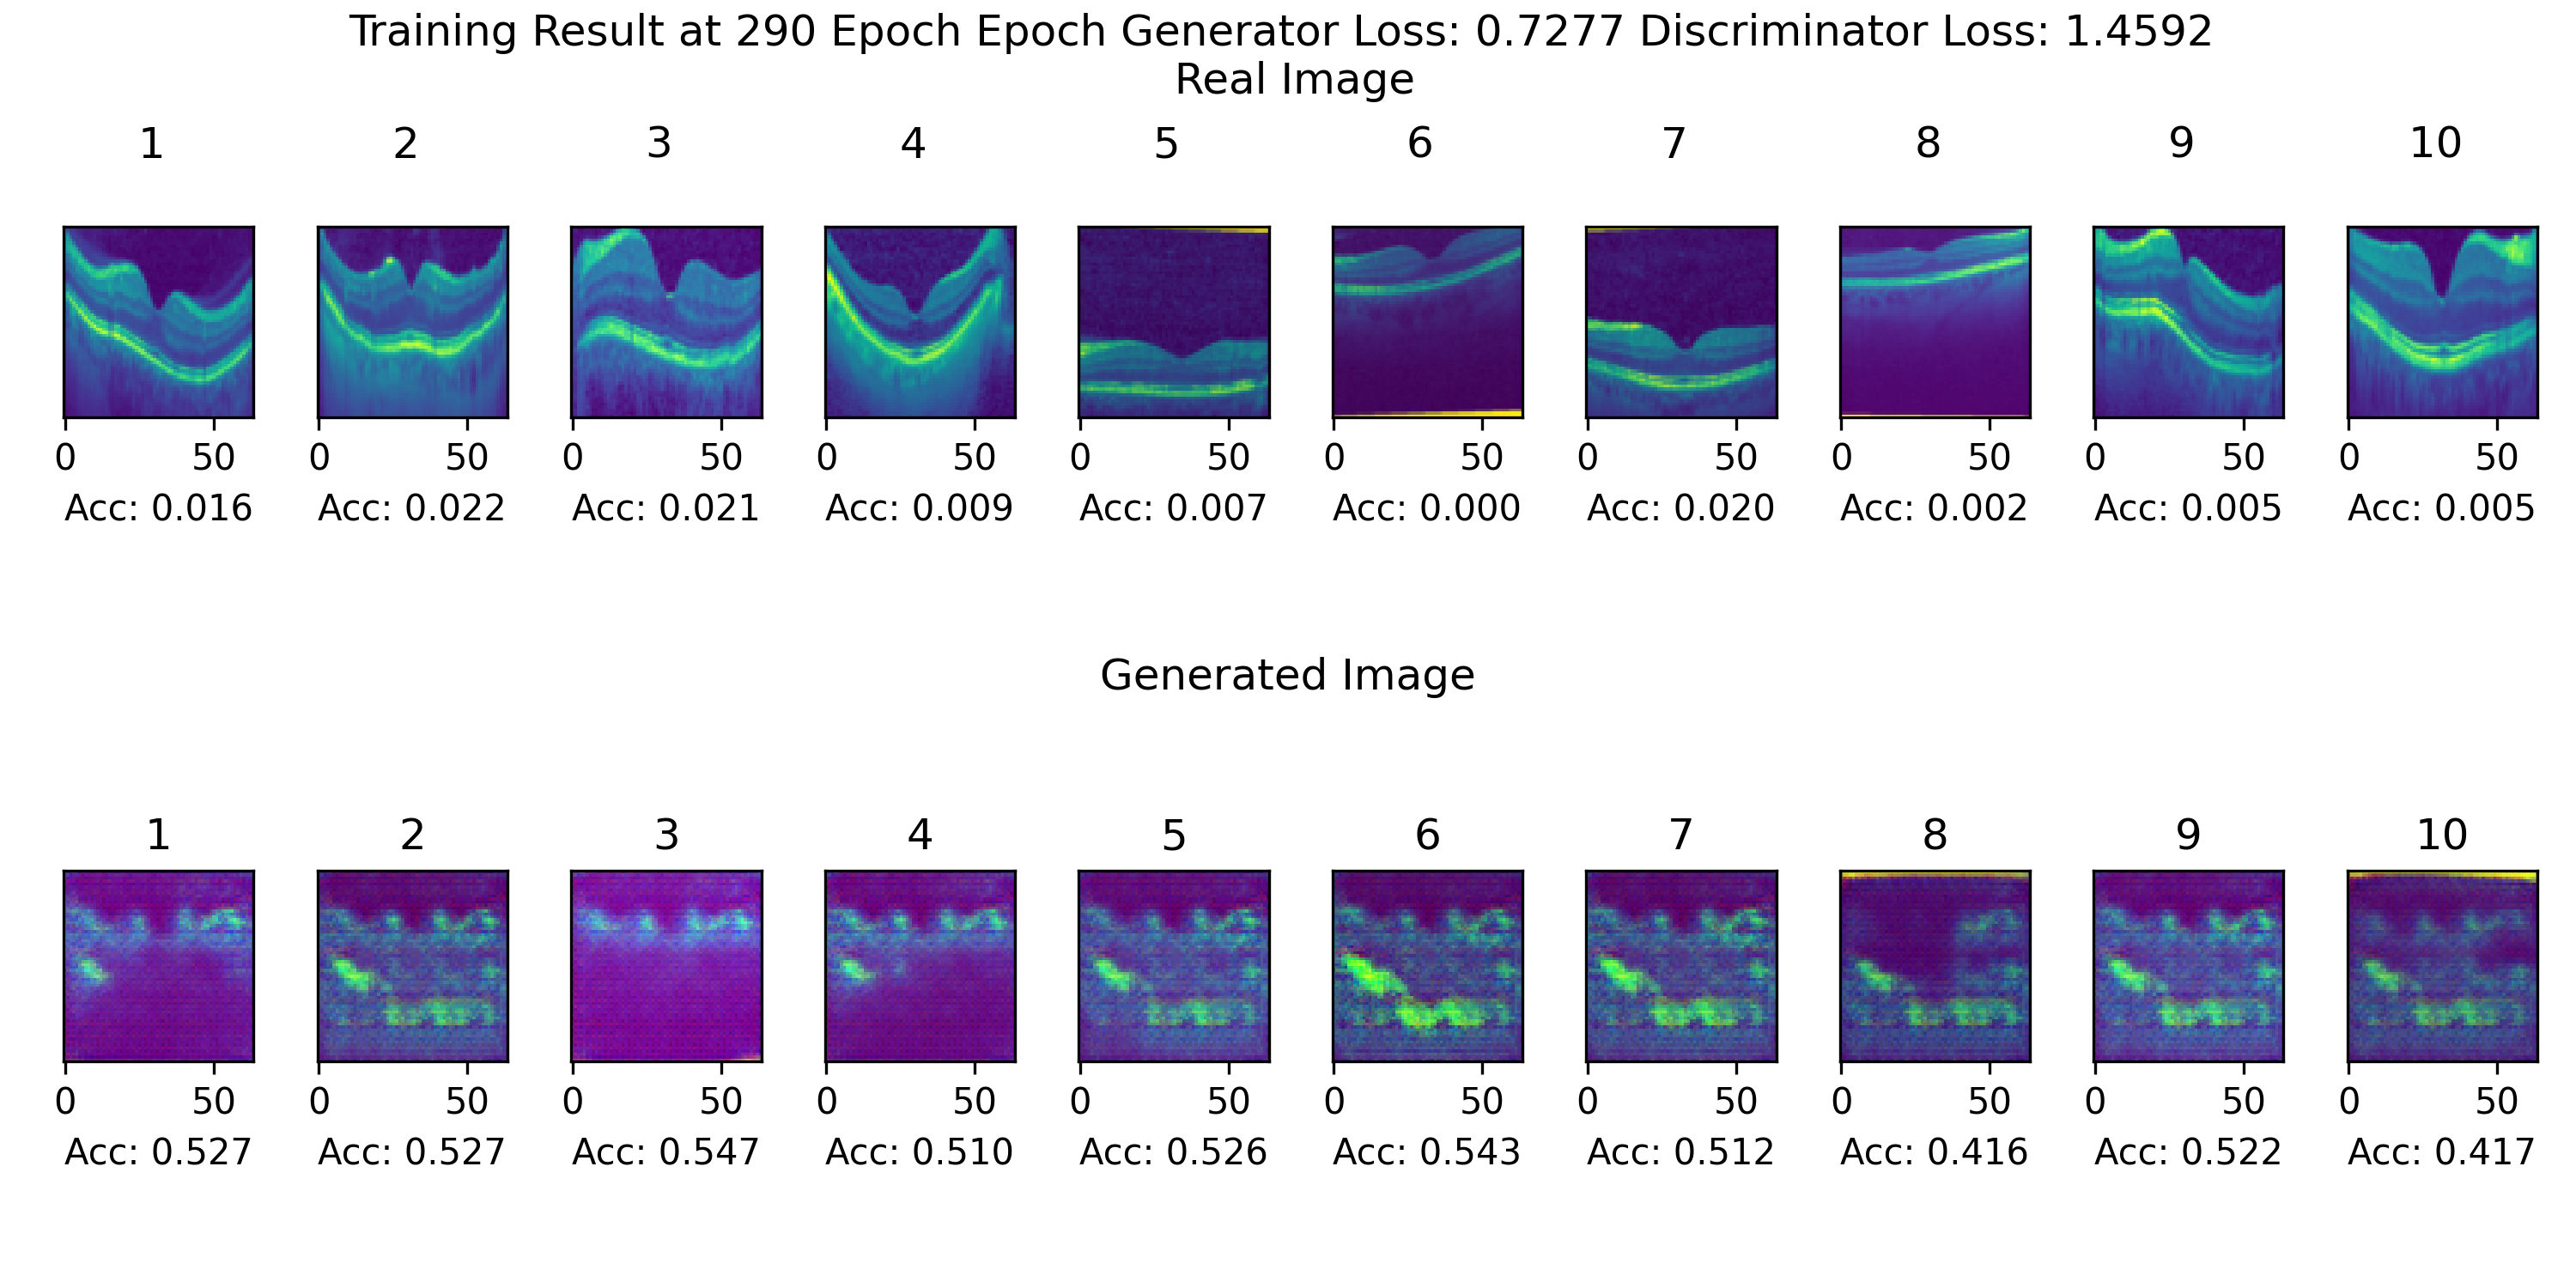 Training Result at 290 Epoch Epoch Generator Loss: 0.7277 Discriminator Loss: 1.4592
Real Image
1 2 3 4 5 6 7 8 9 10
0 50 0 50 0 50 0 50 0 50 0 50 0 50 0 50 0 50 0 50
Acc: 0.016 Acc: 0.022 Acc: 0.021 Acc: 0.009 Acc: 0.007 Acc: 0.000 Acc: 0.020 Acc: 0.002 Acc: 0.005 Acc: 0.005
Generated Image
1 2 3 4 5 6 7 8 9 10
0 50 0 50 0 50 0 50 0 50 0 50 0 50 0 50 0 50 0 50
Acc: 0.527 Acc: 0.527 Acc: 0.547 Acc: 0.510 Acc: 0.526 Acc: 0.543 Acc: 0.512 Acc: 0.416 Acc: 0.522 Acc: 0.417